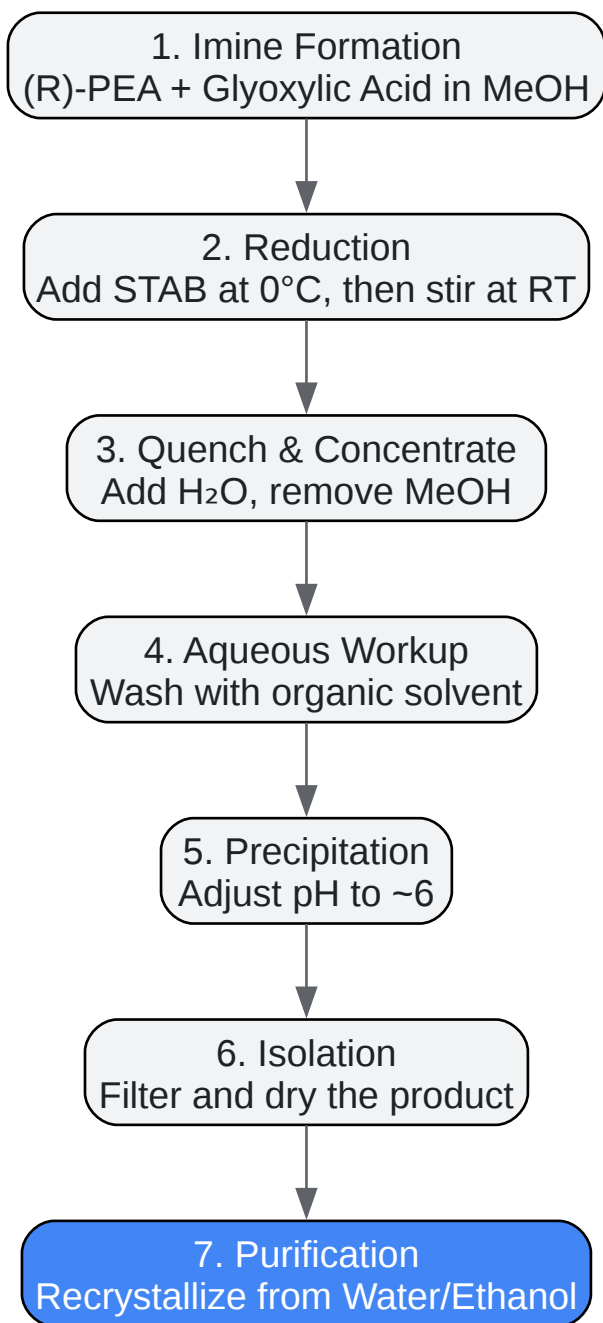 1. Imine Formation
(R)-PEA + Glyoxylic Acid in MeOH
2. Reduction
Add STAB at 0°C, then stir at RT
3. Quench & Concentrate
Add H₂O, remove MeOH
4. Aqueous Workup
Wash with organic solvent
5. Precipitation
Adjust pH to ~6
6. Isolation
Filter and dry the product
7. Purification
Recrystallize from Water/Ethanol